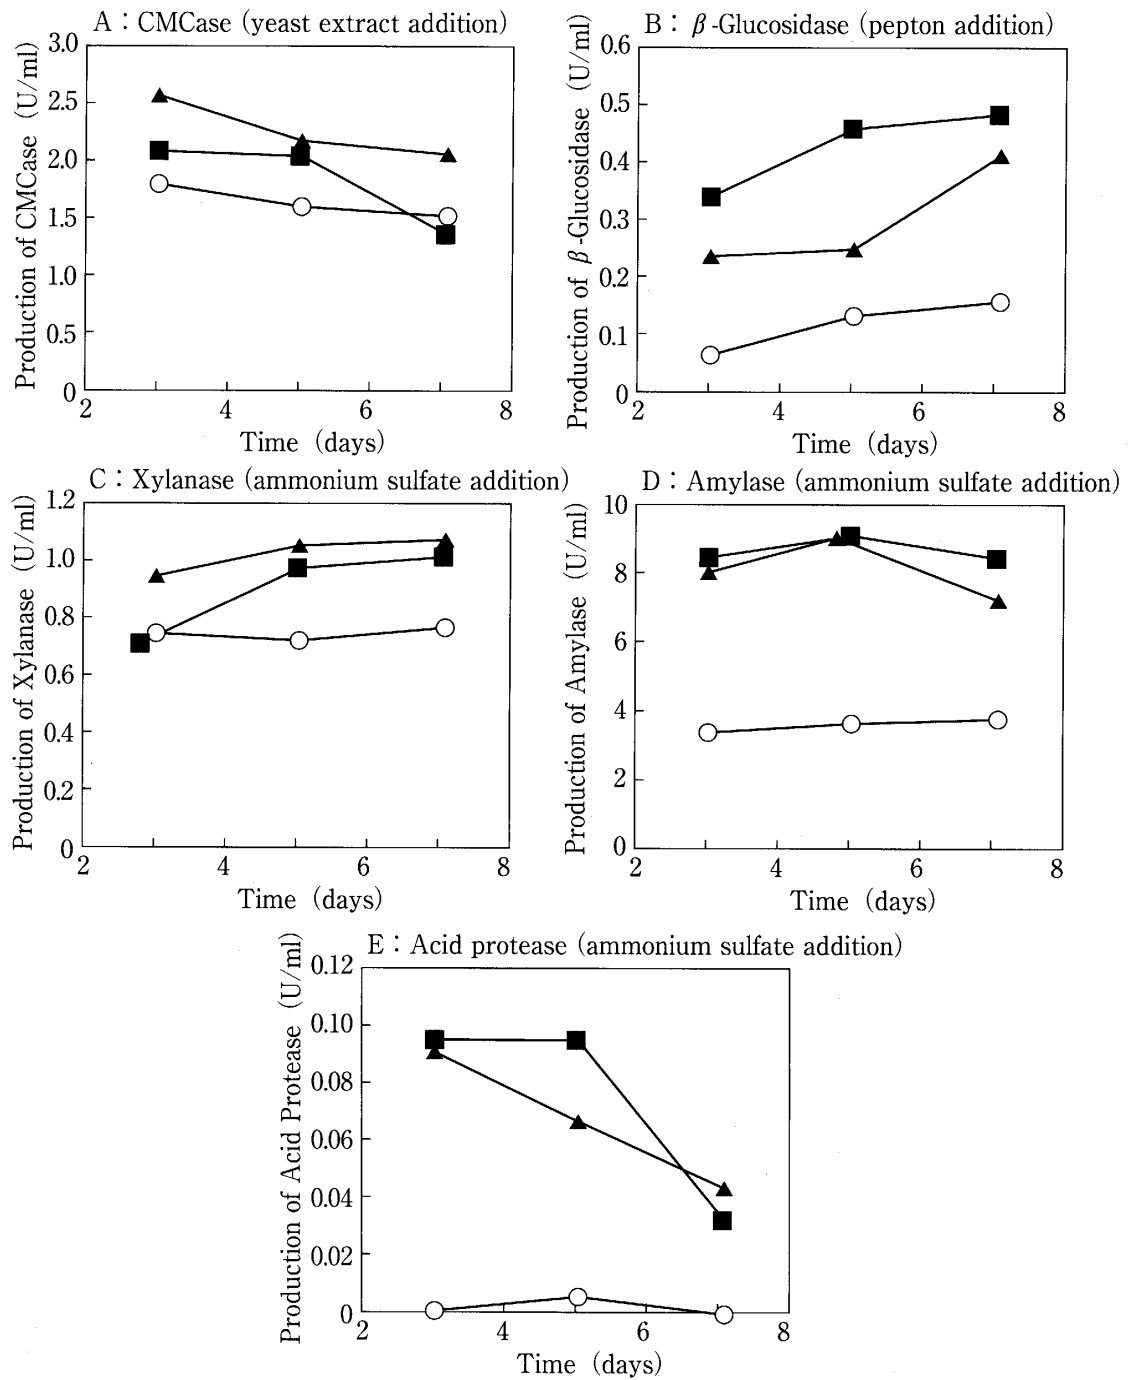 A : CMCase (yeast extract addition)
Production of CMCase (U/ml)
3.0
2.5
2.0
1.5
1.0
0.5
0
2 4 6 8
Time (days)
B : β-Glucosidase (pepton addition)
Production of β-Glucosidase (U/ml)
0.6
0.5
0.4
0.3
0.2
0.1
0
2 4 6 8
Time (days)
C : Xylanase (ammonium sulfate addition)
Production of Xylanase (U/ml)
1.2
1.0
0.8
0.6
0.4
0.2
0
2 4 6 8
Time (days)
D : Amylase (ammonium sulfate addition)
Production of Amylase (U/ml)
10
8
6
4
2
0
2 4 6 8
Time (days)
E : Acid protease (ammonium sulfate addition)
Production of Acid Protease (U/ml)
0.12
0.10
0.08
0.06
0.04
0.02
0
2 4 6 8
Time (days)